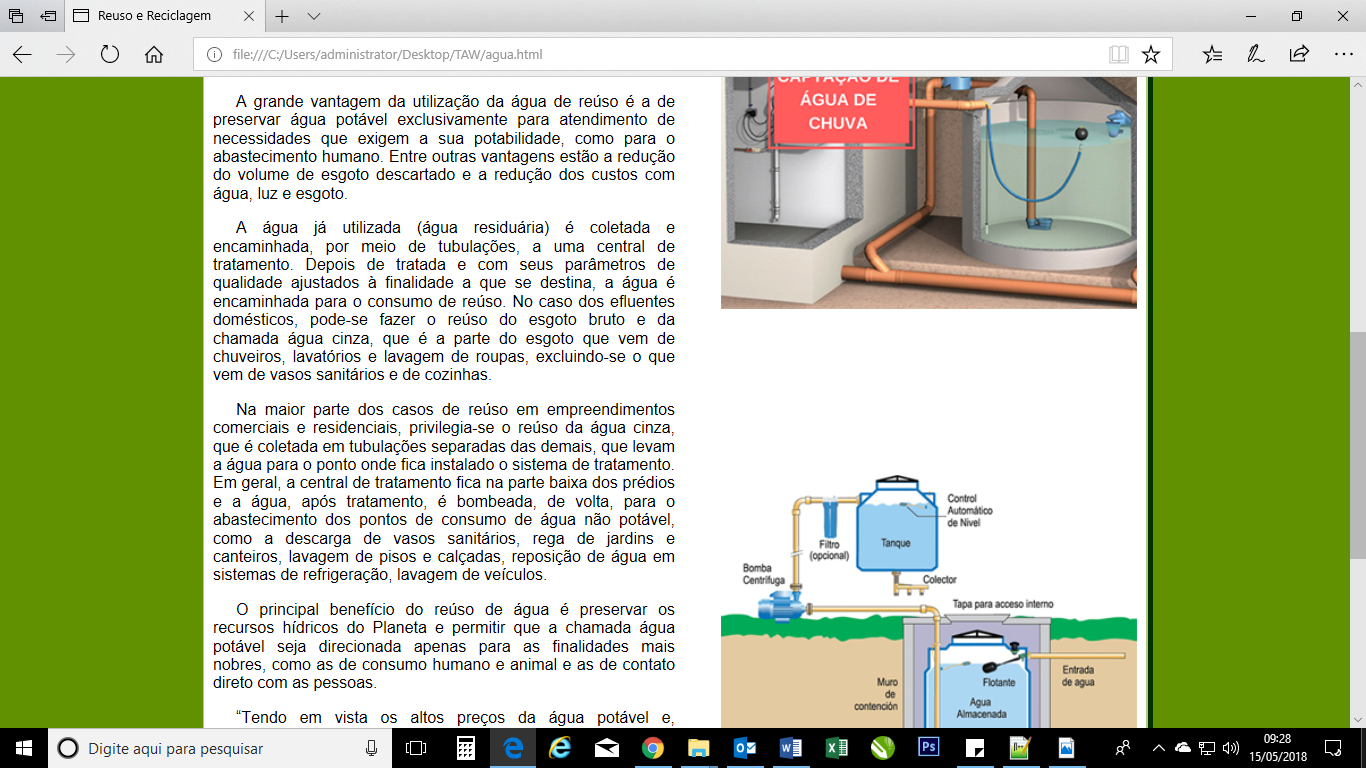 Reuso e Reciclagem
file:///C:/Users/administrator/Desktop/TAW/agua.html
A grande vantagem da utilização da água de reúso é a de
preservar água potável exclusivamente para atendimento de
necessidades que exigem a sua potabilidade, como para o
abastecimento humano. Entre outras vantagens estão a redução
do volume de esgoto descartado e a redução dos custos com
água, luz e esgoto.
A água já utilizada (água residuária) é coletada e
encaminhada, por meio de tubulações, a uma central de
tratamento. Depois de tratada e com seus parâmetros de
qualidade ajustados à finalidade a que se destina, a água é
encaminhada para o consumo de reúso. No caso dos efluentes
domésticos, pode-se fazer o reúso do esgoto bruto e da
chamada água cinza, que é a parte do esgoto que vem de
chuveiros, lavatórios e lavagem de roupas, excluindo-se o que
vem de vasos sanitários e de cozinhas.
Na maior parte dos casos de reúso em empreendimentos
comerciais e residenciais, privilegia-se o reúso da água cinza,
que é coletada em tubulações separadas das demais, que levam
a água para o ponto onde fica instalado o sistema de tratamento.
Em geral, a central de tratamento fica na parte baixa dos prédios
e a água, após tratamento, é bombeada, de volta, para o
abastecimento dos pontos de consumo de água não potável,
como a descarga de vasos sanitários, rega de jardins e
canteiros, lavagem de pisos e calçadas, reposição de água em
sistemas de refrigeração, lavagem de veículos.
O principal benefício do reúso de água é preservar os
recursos hídricos do Planeta e permitir que a chamada água
potável seja direcionada apenas para as finalidades mais
nobres, como as de consumo humano e animal e as de contato
direto com as pessoas.
“Tendo em vista os altos preços da água potável e,
CAPTAÇÃO DE
ÁGUA DE
CHUVA
Control
Automático
de Nivel
Filtro
(opcional)
Tanque
Bomba
Centrífuga
Colector
Tapa para acceso interno
Muro
de
contención
Flotante
Agua
Almacenada
Entrada
de agua
Digite aqui para pesquisar
09:28
15/05/2018